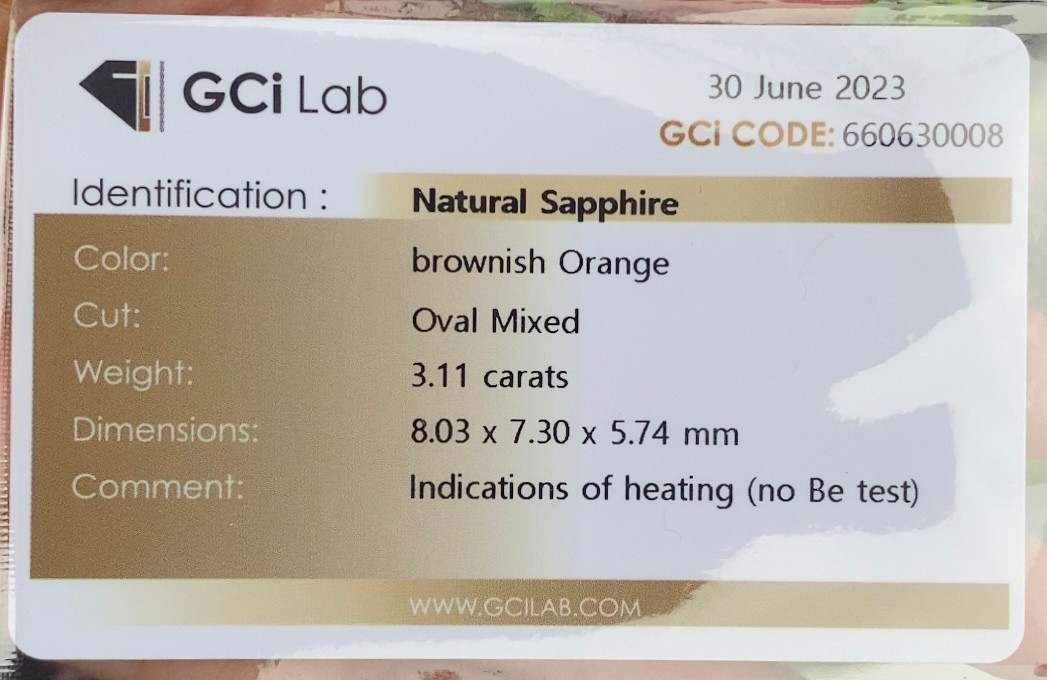 GCi Lab
30 June 2023
GCi CODE: 660630008
Identification : Natural Sapphire
Color: brownish Orange
Cut: Oval Mixed
Weight: 3.11 carats
Dimensions: 8.03 x 7.30 x 5.74 mm
Comment: Indications of heating (no Be test)
WWW.GCILAB.COM